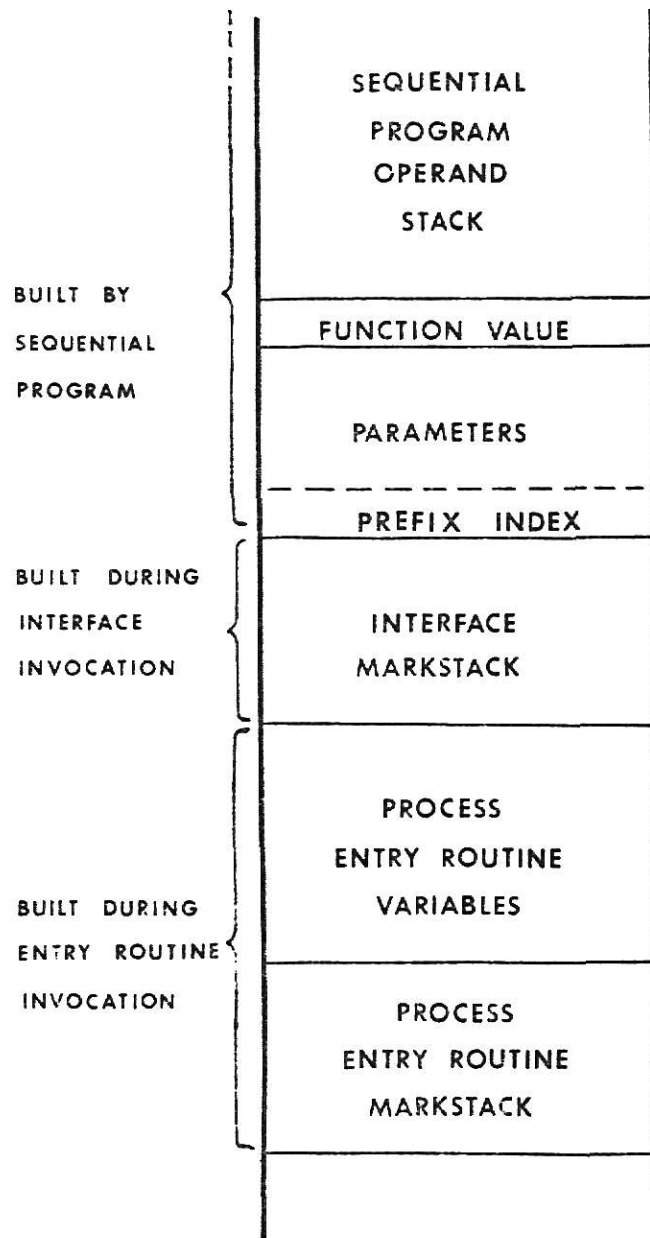 SEQUENTIAL
PROGRAM
OPERAND
STACK
BUILT BY
SEQUENTIAL
PROGRAM
FUNCTION VALUE
PARAMETERS
PREFIX INDEX
BUILT DURING
INTERFACE
INVOCATION
INTERFACE
MARKSTACK
PROCESS
ENTRY ROUTINE
VARIABLES
BUILT DURING
ENTRY ROUTINE
INVOCATION
PROCESS
ENTRY ROUTINE
MARKSTACK